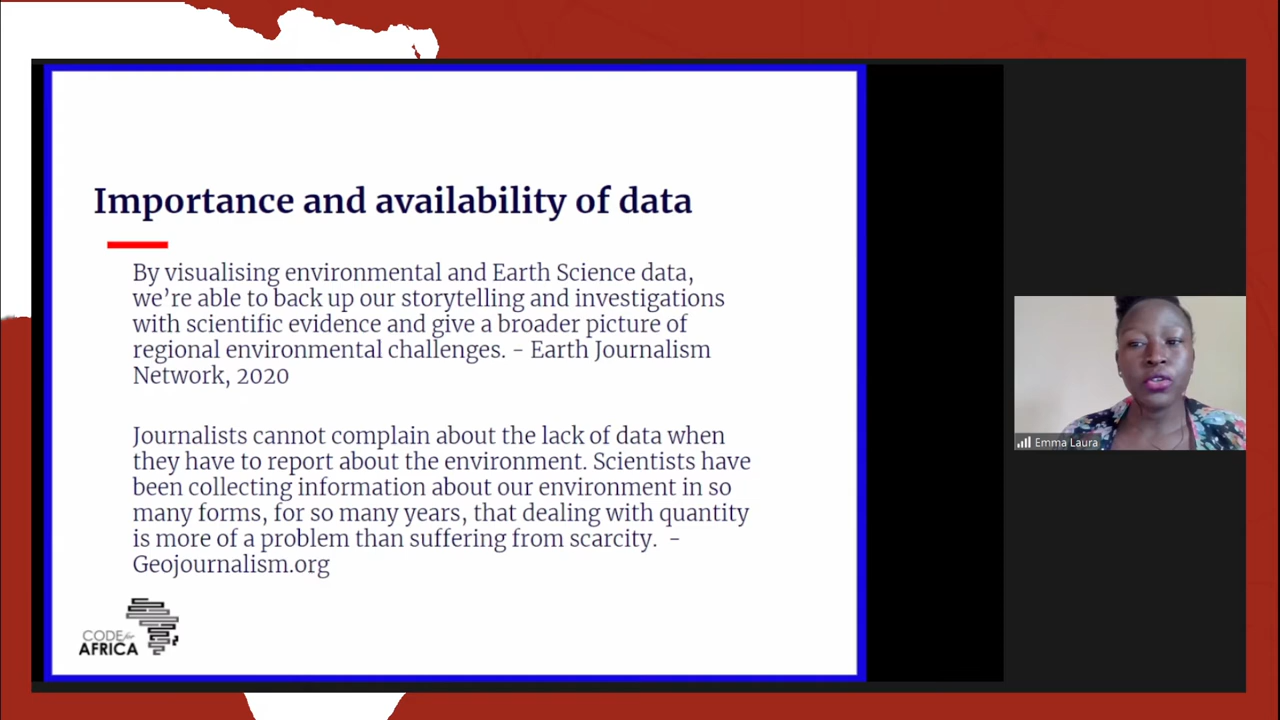 Importance and availability of data
By visualising environmental and Earth Science data,
we’re able to back up our storytelling and investigations
with scientific evidence and give a broader picture of
regional environmental challenges. - Earth Journalism
Network, 2020
Journalists cannot complain about the lack of data when
they have to report about the environment. Scientists have
been collecting information about our environment in so
many forms, for so many years, that dealing with quantity
is more of a problem than suffering from scarcity.  -
Geojournalism.org
CODE for
AFRICA
Emma Laura